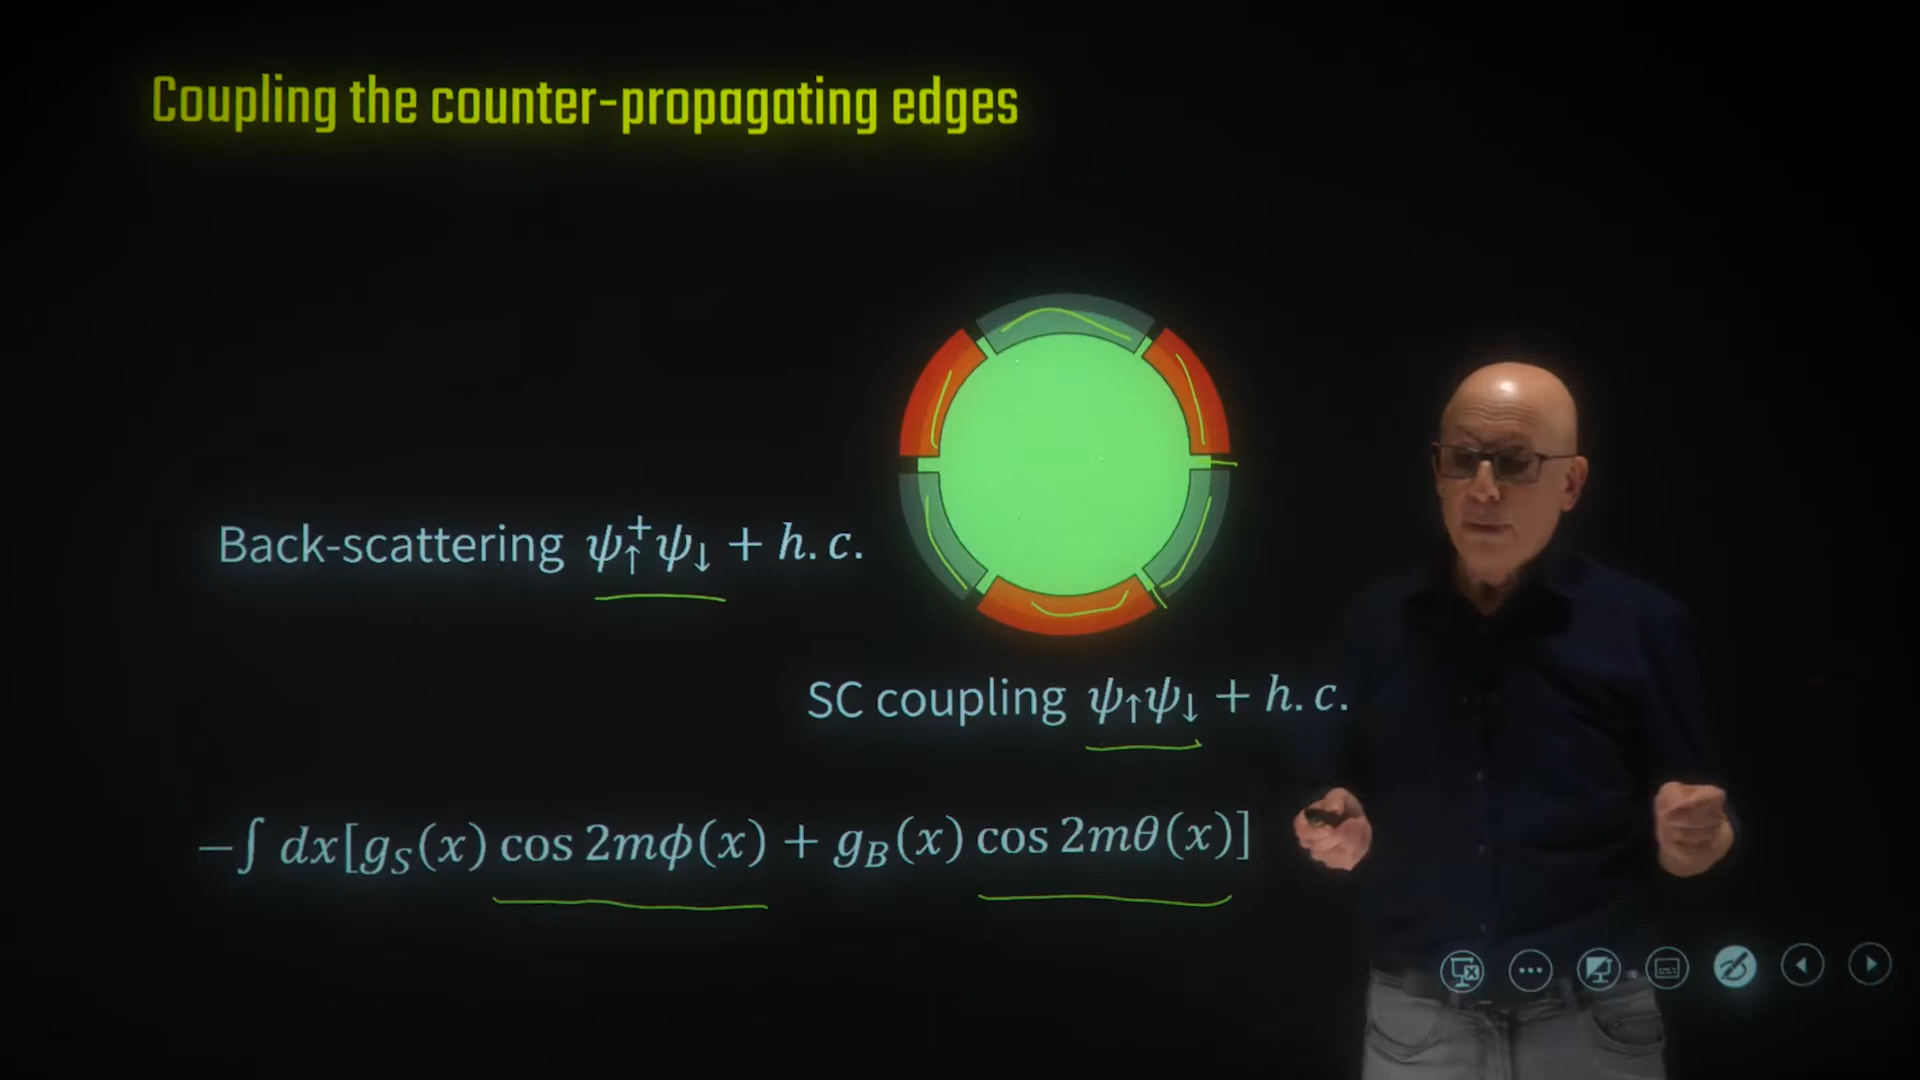 Coupling the counter-propagating edges
Back-scattering ψ↑⁺ψ↓ + h.c.
SC coupling ψ↑ψ↓ + h.c.
−∫ dx[g_S(x) cos 2mϕ(x) + g_B(x) cos 2mθ(x)]